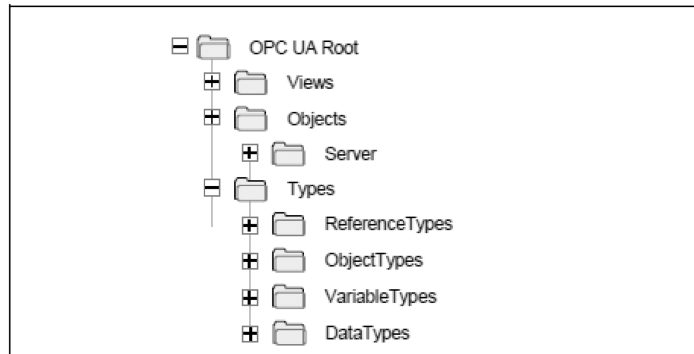 OPC UA Root
Views
Objects
Server
Types
ReferenceTypes
ObjectTypes
VariableTypes
DataTypes